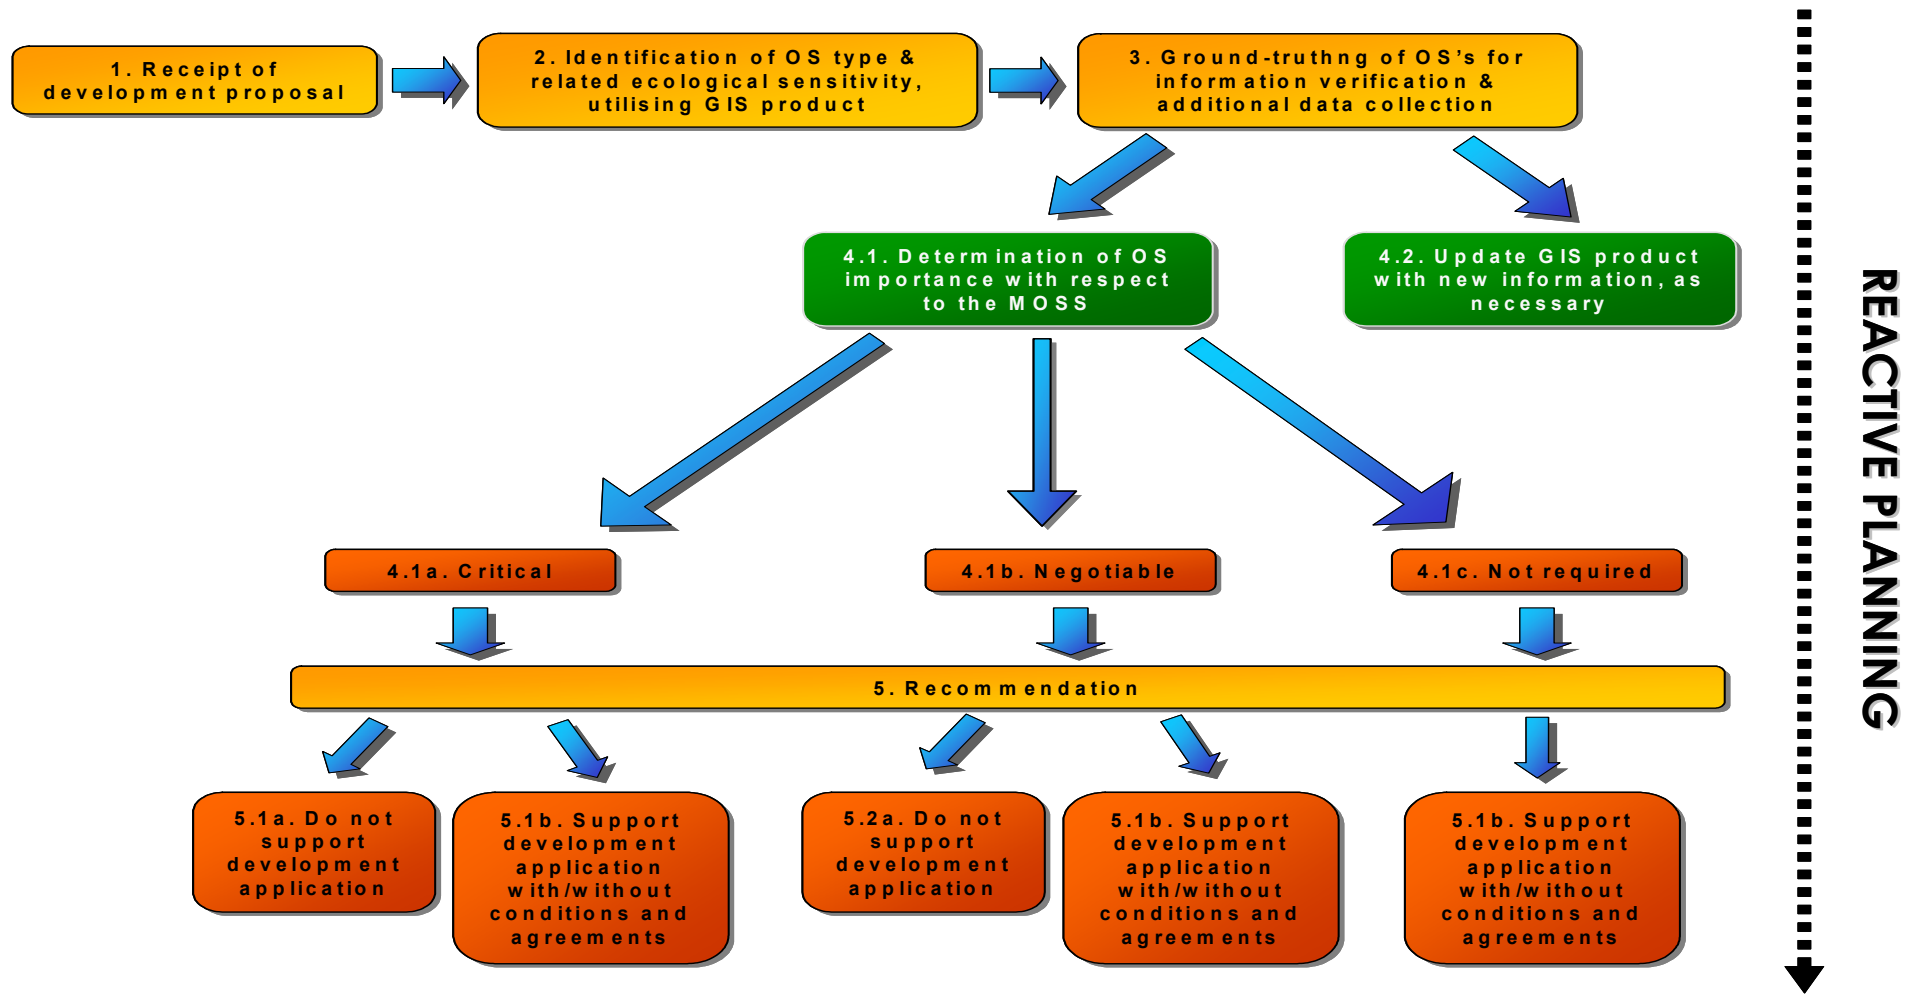 1. Receipt of
development proposal
2. Identification of OS type &
related ecological sensitivity,
utilising GIS product
3. Ground-truthng of OS's for
information verification &
additional data collection
4.1. Determination of OS
importance with respect
to the MOSS
4.2. Update GIS product
with new information, as
necessary
4.1a. Critical
4.1b. Negotiable
4.1c. Not required
5. Recommendation
5.1a. Do not
support
development
application
5.1b. Support
development
application
with/without
conditions and
agreements
5.2a. Do not
support
development
application
5.1b. Support
development
application
with/without
conditions and
agreements
5.1b. Support
development
application
with/without
conditions and
agreements
REACTIVE PLANNING